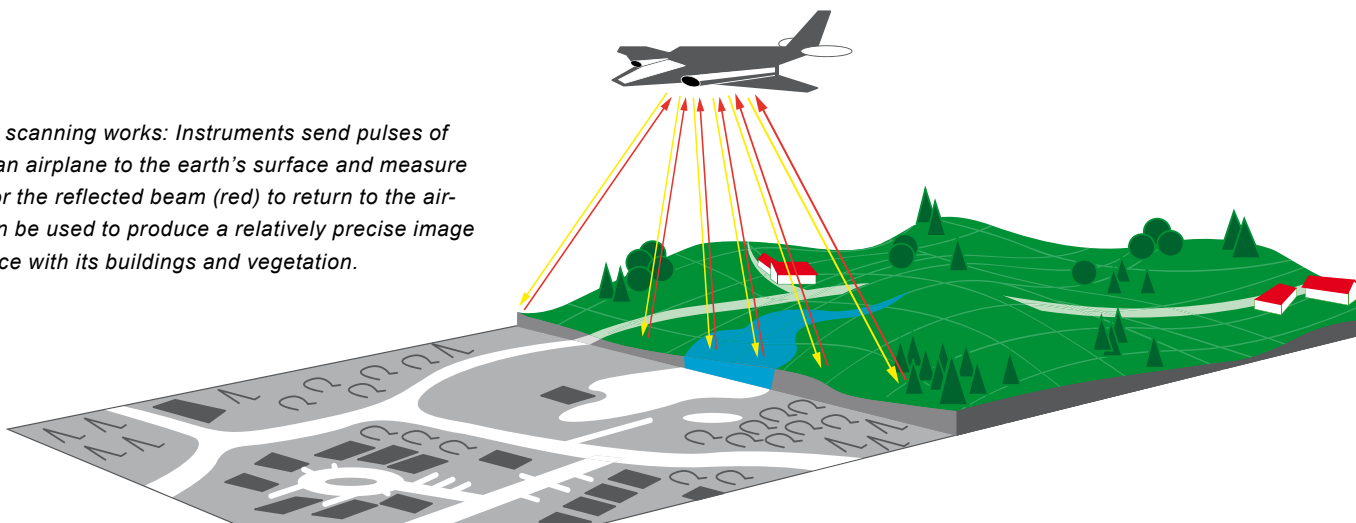 scanning works: Instruments send pulses of
an airplane to the earth's surface and measure
or the reflected beam (red) to return to the air-
n be used to produce a relatively precise image
ce with its buildings and vegetation.